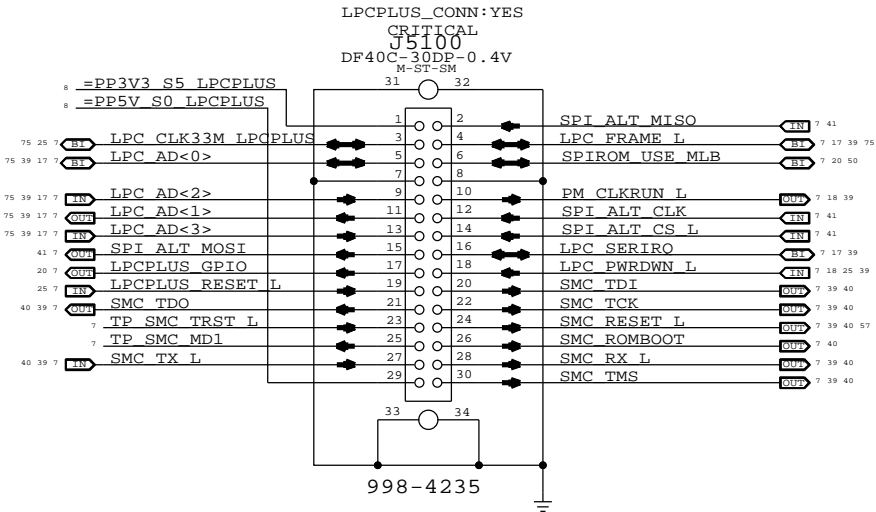 LPCPLUS_CONN:YES
CRITICAL
J5100
DF40C-30DP-0.4V
M-ST-SM
31 32
8 =PP3V3_S5_LPCPLUS
8 =PP5V_S0_LPCPLUS
1 2 SPI_ALT_MISO IN 7 41
75 25 7 BI LPC_CLK33M_LPCPLUS 3 4 LPC_FRAME_L BI 7 17 39 75
75 39 17 7 BI LPC_AD<0> 5 6 SPIROM_USE_MLB BI 7 20 50
7 8
75 39 17 7 IN LPC_AD<2> 9 10 PM_CLKRUN_L OUT 7 18 39
75 39 17 7 OUT LPC_AD<1> 11 12 SPI_ALT_CLK IN 7 41
75 39 17 7 IN LPC_AD<3> 13 14 SPI_ALT_CS_L IN 7 41
41 7 OUT SPI_ALT_MOSI 15 16 LPC_SERIRQ BI 7 17 39
20 7 OUT LPCPLUS_GPIO 17 18 LPC_PWRDWN_L IN 7 18 25 39
25 7 IN LPCPLUS_RESET_L 19 20 SMC_TDI OUT 7 39 40
40 39 7 OUT SMC_TDO 21 22 SMC_TCK OUT 7 39 40
7 TP_SMC_TRST_L 23 24 SMC_RESET_L OUT 7 39 40 57
7 TP_SMC_MD1 25 26 SMC_ROMBOOT OUT 7 40
40 39 7 IN SMC_TX_L 27 28 SMC_RX_L OUT 7 39 40
29 30 SMC_TMS OUT 7 39 40
33 34
998-4235